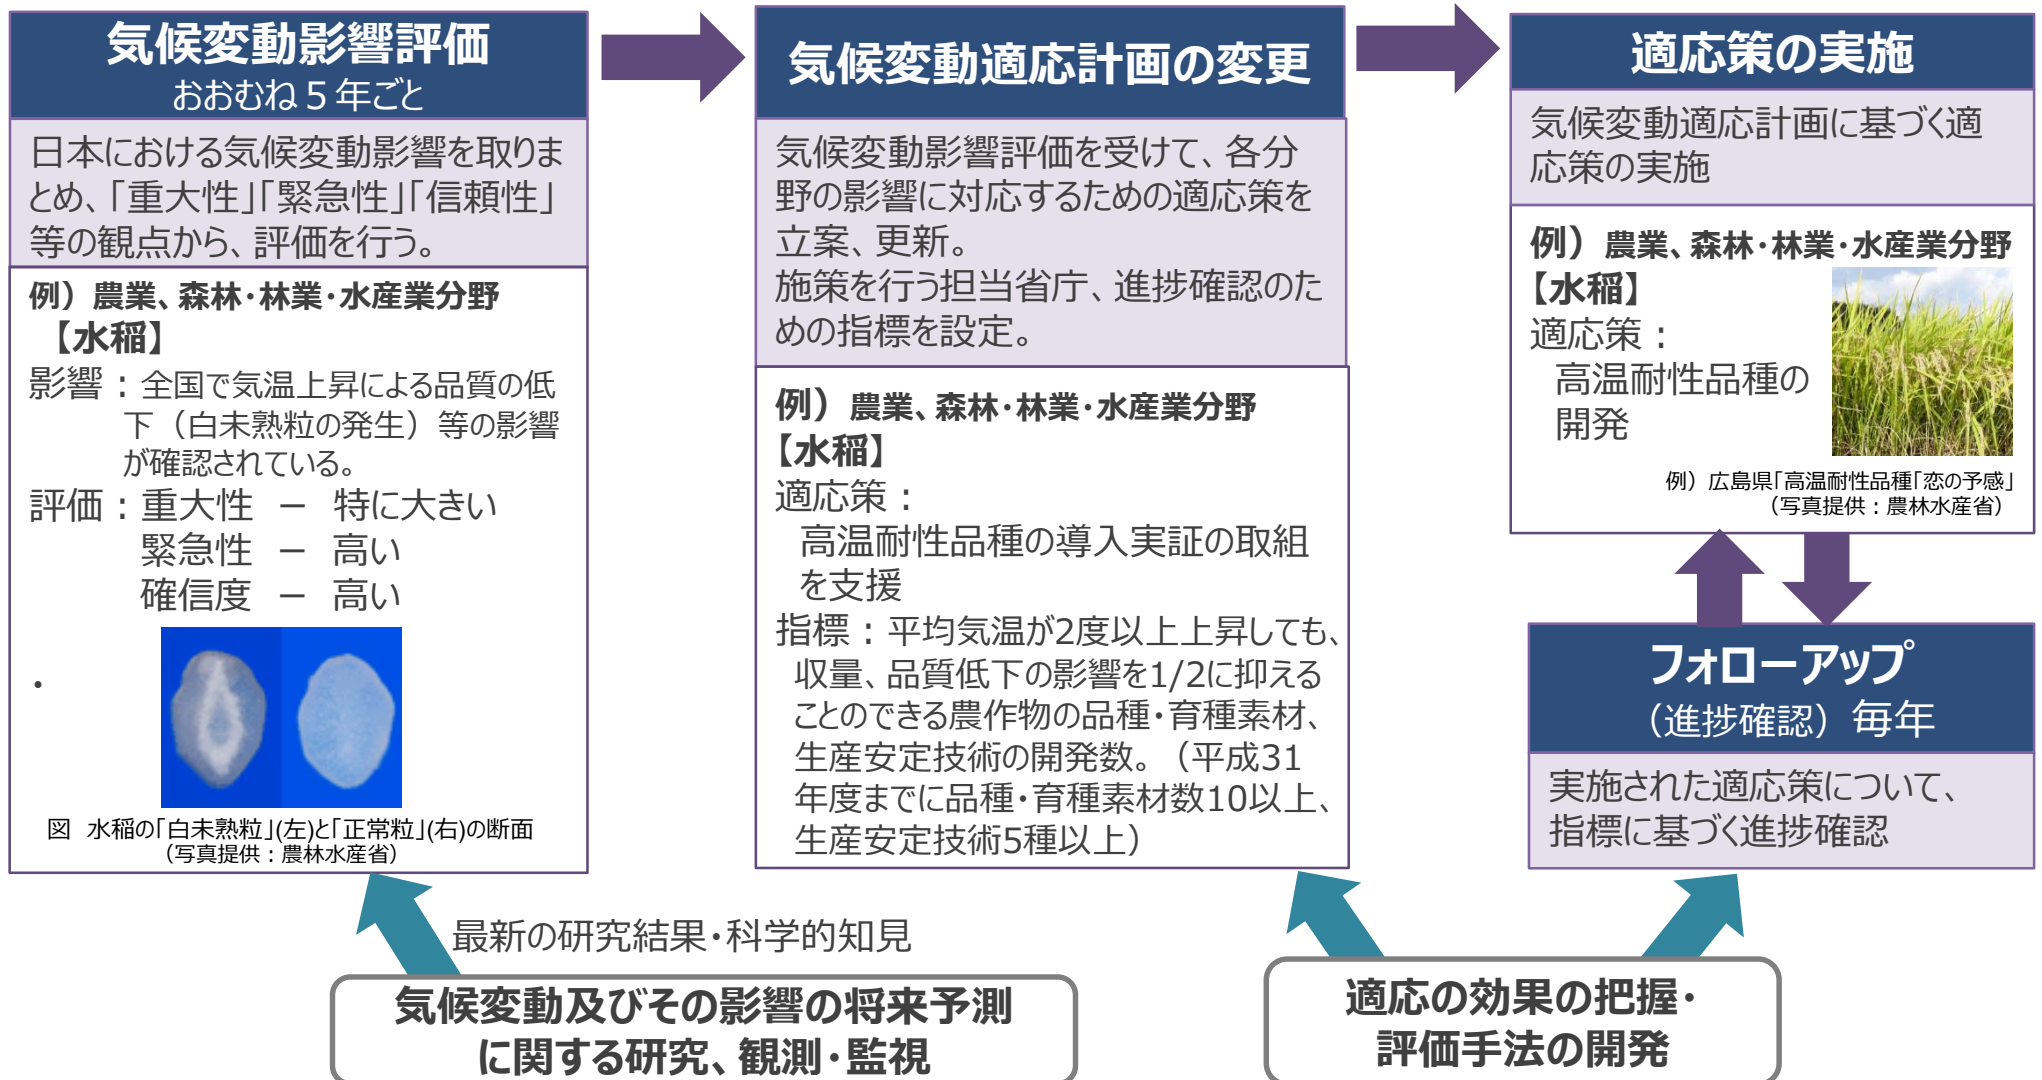 気候変動影響評価
おおむね５年ごと
日本における気候変動影響を取りま
とめ、「重大性」「緊急性」「信頼性」
等の観点から、評価を行う。
例）農業、森林・林業・水産業分野
【水稲】
影響：全国で気温上昇による品質の低
下（白未熟粒の発生）等の影響
が確認されている。
評価：重大性　－　特に大きい
緊急性　－　高い
確信度　－　高い
・
図　水稲の「白未熟粒」(左)と「正常粒」(右)の断面
（写真提供：農林水産省）
気候変動適応計画の変更
気候変動影響評価を受けて、各分
野の影響に対応するための適応策を
立案、更新。
施策を行う担当省庁、進捗確認のた
めの指標を設定。
例）農業、森林・林業・水産業分野
【水稲】
適応策：
高温耐性品種の導入実証の取組
を支援
指標：平均気温が2度以上上昇しても、
収量、品質低下の影響を1/2に抑える
ことのできる農作物の品種・育種素材、
生産安定技術の開発数。（平成31
年度までに品種・育種素材数10以上、
生産安定技術5種以上）
適応策の実施
気候変動適応計画に基づく適
応策の実施
例）農業、森林・林業・水産業分野
【水稲】
適応策：
高温耐性品種の
開発
例）広島県「高温耐性品種「恋の予感」
（写真提供：農林水産省）
フォローアップ
（進捗確認）毎年
実施された適応策について、
指標に基づく進捗確認
最新の研究結果・科学的知見
気候変動及びその影響の将来予測
に関する研究、観測・監視
適応の効果の把握・
評価手法の開発